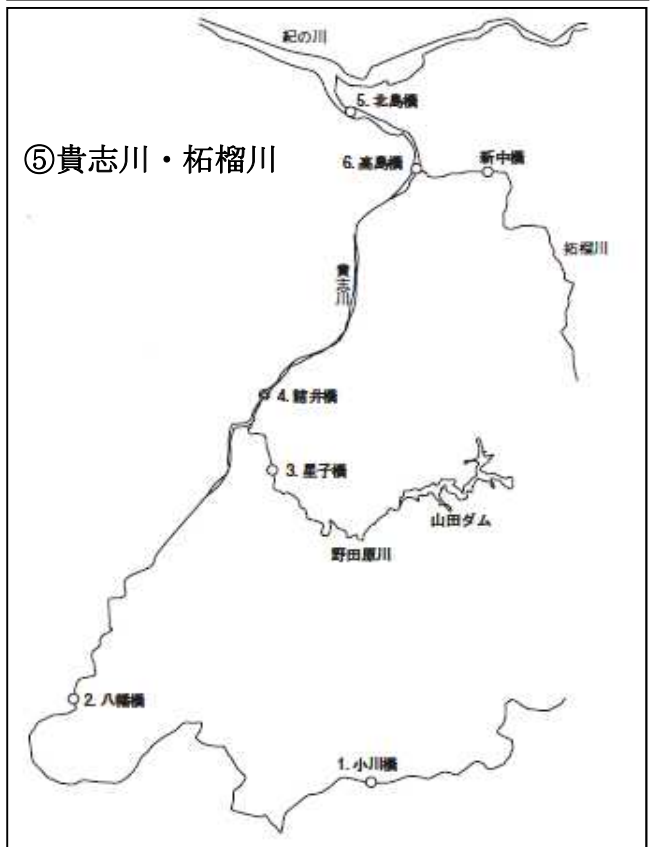 紀の川
5. 北島橋
⑤貴志川・柘榴川
6. 高島橋
新中橋
柘榴川
貴志川
4. 諸井橋
3. 星子橋
山田ダム
野田原川
2. 八幡橋
1. 小川橋